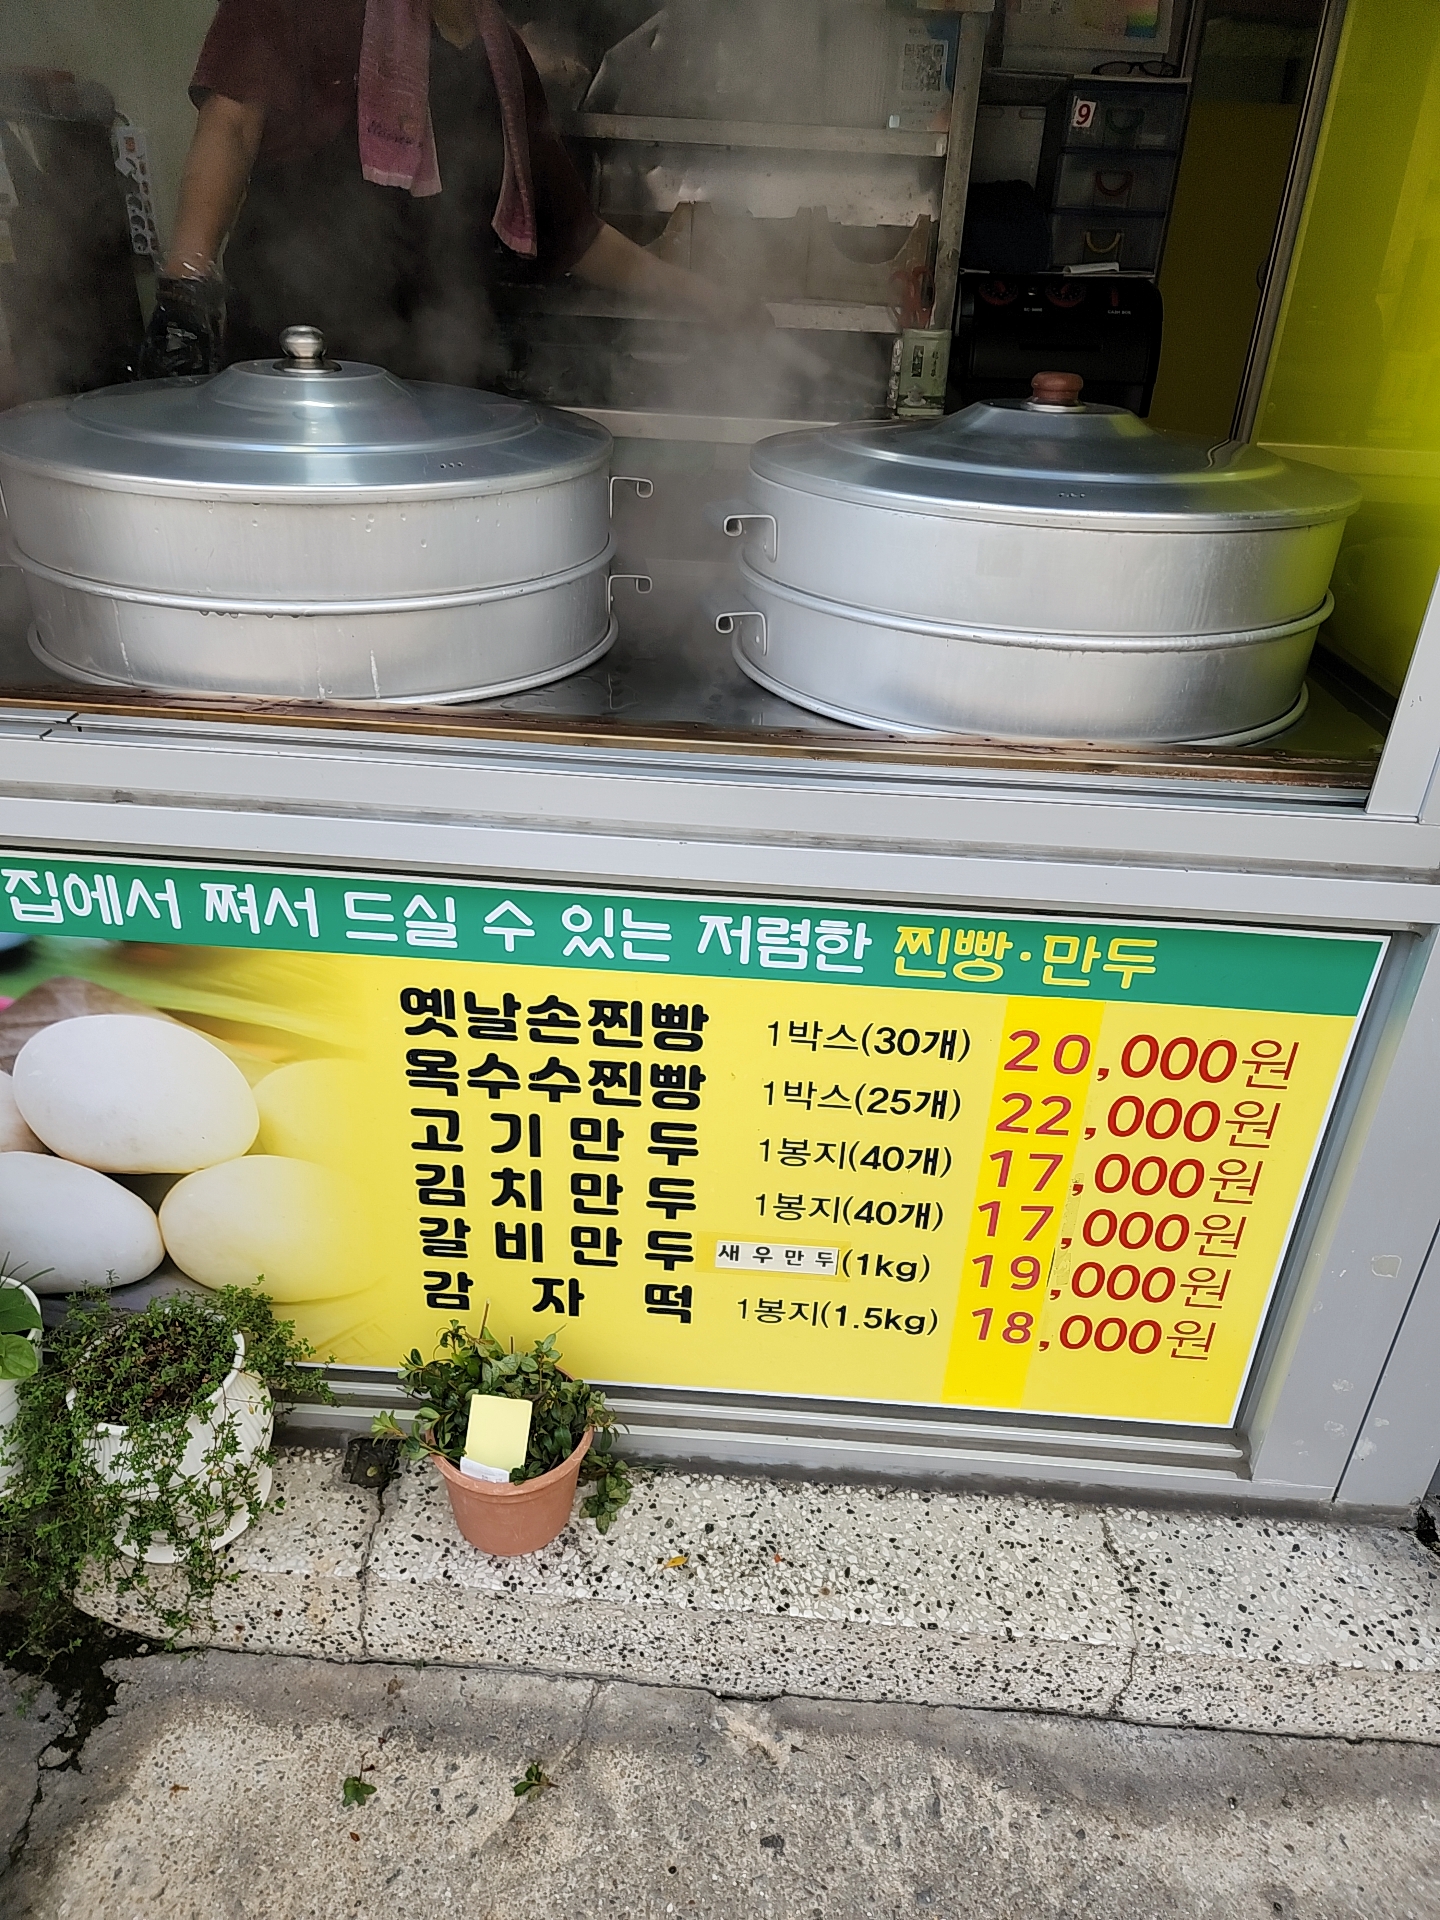 9
집에서 쪄서 드실 수 있는 저렴한 찐빵·만두
옛날손찐빵 1박스(30개) 20,000원
옥수수찐빵 1박스(25개) 22,000원
고기만두 1봉지(40개) 17,000원
김치만두 1봉지(40개) 17,000원
갈비만두 새우만두(1kg) 19,000원
감자떡 1봉지(1.5kg) 18,000원